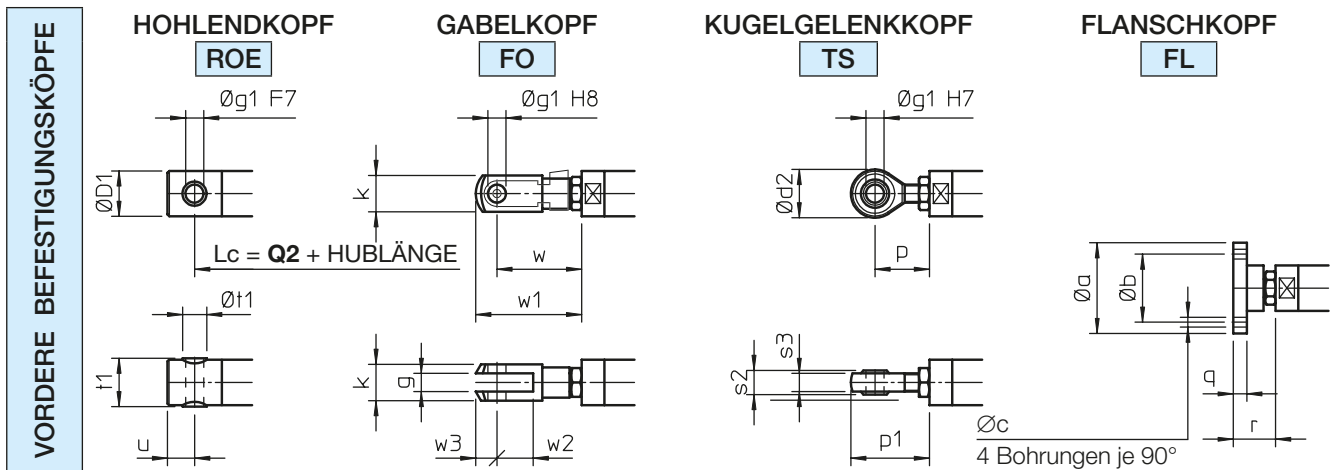 VORDERE BEFESTIGUNGSKÖPFE
HOHLENDKOPF
ROE
Øg1 F7
ØD1
Lc = Q2 + HUBLÄNGE
Øt1
t1
u
GABELKOPF
FO
Øg1 H8
k
w
w1
k
g
w3
w2
KUGELGELENKKOPF
TS
Øg1 H7
Ød2
p
s3
s2
p1
FLANSCHKOPF
FL
Øa
Øb
q
r
Øc
4 Bohrungen je 90°